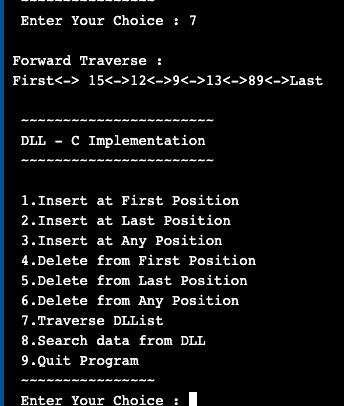 ~~~~~~~~~~~~~~~~
Enter Your Choice : 7
Forward Traverse :
First<-> 15<->12<->9<->13<->89<->Last
~~~~~~~~~~~~~~~~~~~~~~~
DLL - C Implementation
~~~~~~~~~~~~~~~~~~~~~~~
1.Insert at First Position
2.Insert at Last Position
3.Insert at Any Position
4.Delete from First Position
5.Delete from Last Position
6.Delete from Any Position
7.Traverse DLList
8.Search data from DLL
9.Quit Program
~~~~~~~~~~~~~~~~
Enter Your Choice :